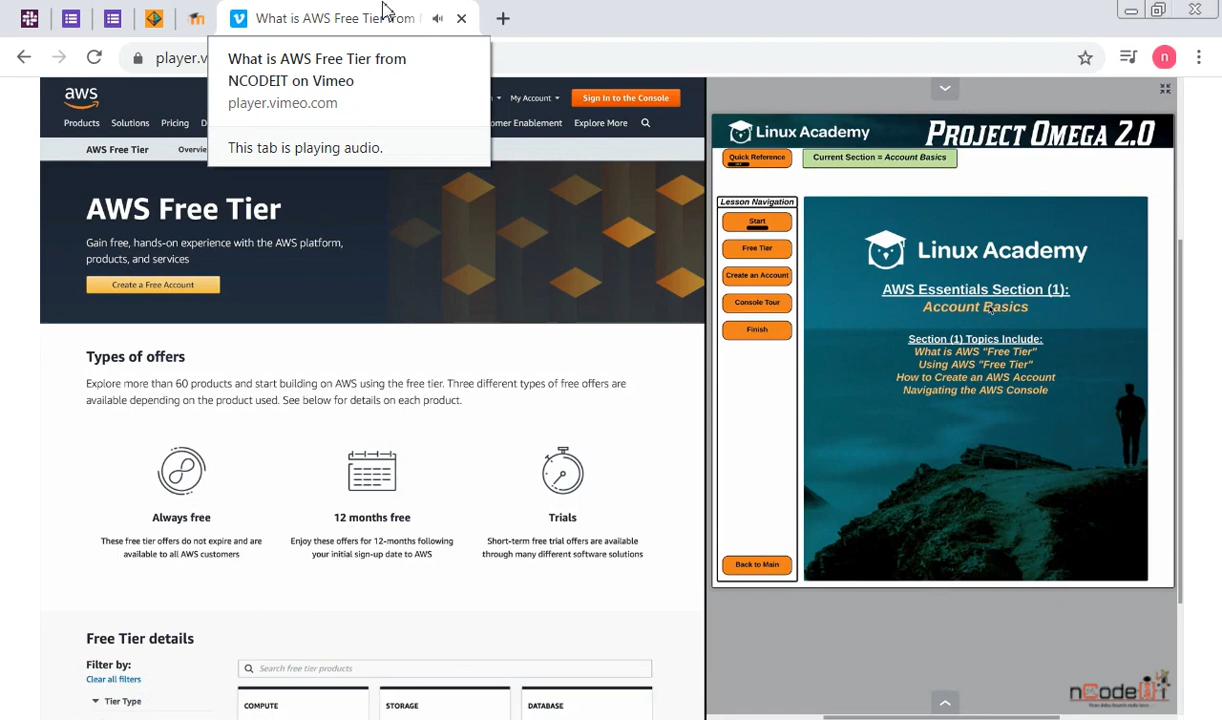 What is AWS Free Tier from
player.v
What is AWS Free Tier from
NCODEIT on Vimeo
player.vimeo.com
This tab is playing audio.
n
aws
My Account
Sign In to the Console
Products Solutions Pricing D
omer Enablement Explore More
AWS Free Tier Overvie
AWS Free Tier
Gain free, hands-on experience with the AWS platform,
products, and services
Create a Free Account
Types of offers
Explore more than 60 products and start building on AWS using the free tier. Three different types of free offers are
available depending on the product used. See below for details on each product.
Always free
These free tier offers do not expire and are
available to all AWS customers
12 months free
Enjoy these offers for 12-months following
your initial sign-up date to AWS
Trials
Short-term free trial offers are available
through many different software solutions
Free Tier details
Filter by:
Clear all filters
Tier Type
Search free tier products
COMPUTE STORAGE DATABASE
Linux Academy PROJECT OMEGA 2.0
Quick Reference
Current Section = Account Basics
Lesson Navigation
Start
Free Tier
Create an Account
Console Tour
Finish
Back to Main
Linux Academy
AWS Essentials Section (1):
Account Basics
Section (1) Topics Include:
What is AWS "Free Tier"
Using AWS "Free Tier"
How to Create an AWS Account
Navigating the AWS Console
nCodeIT